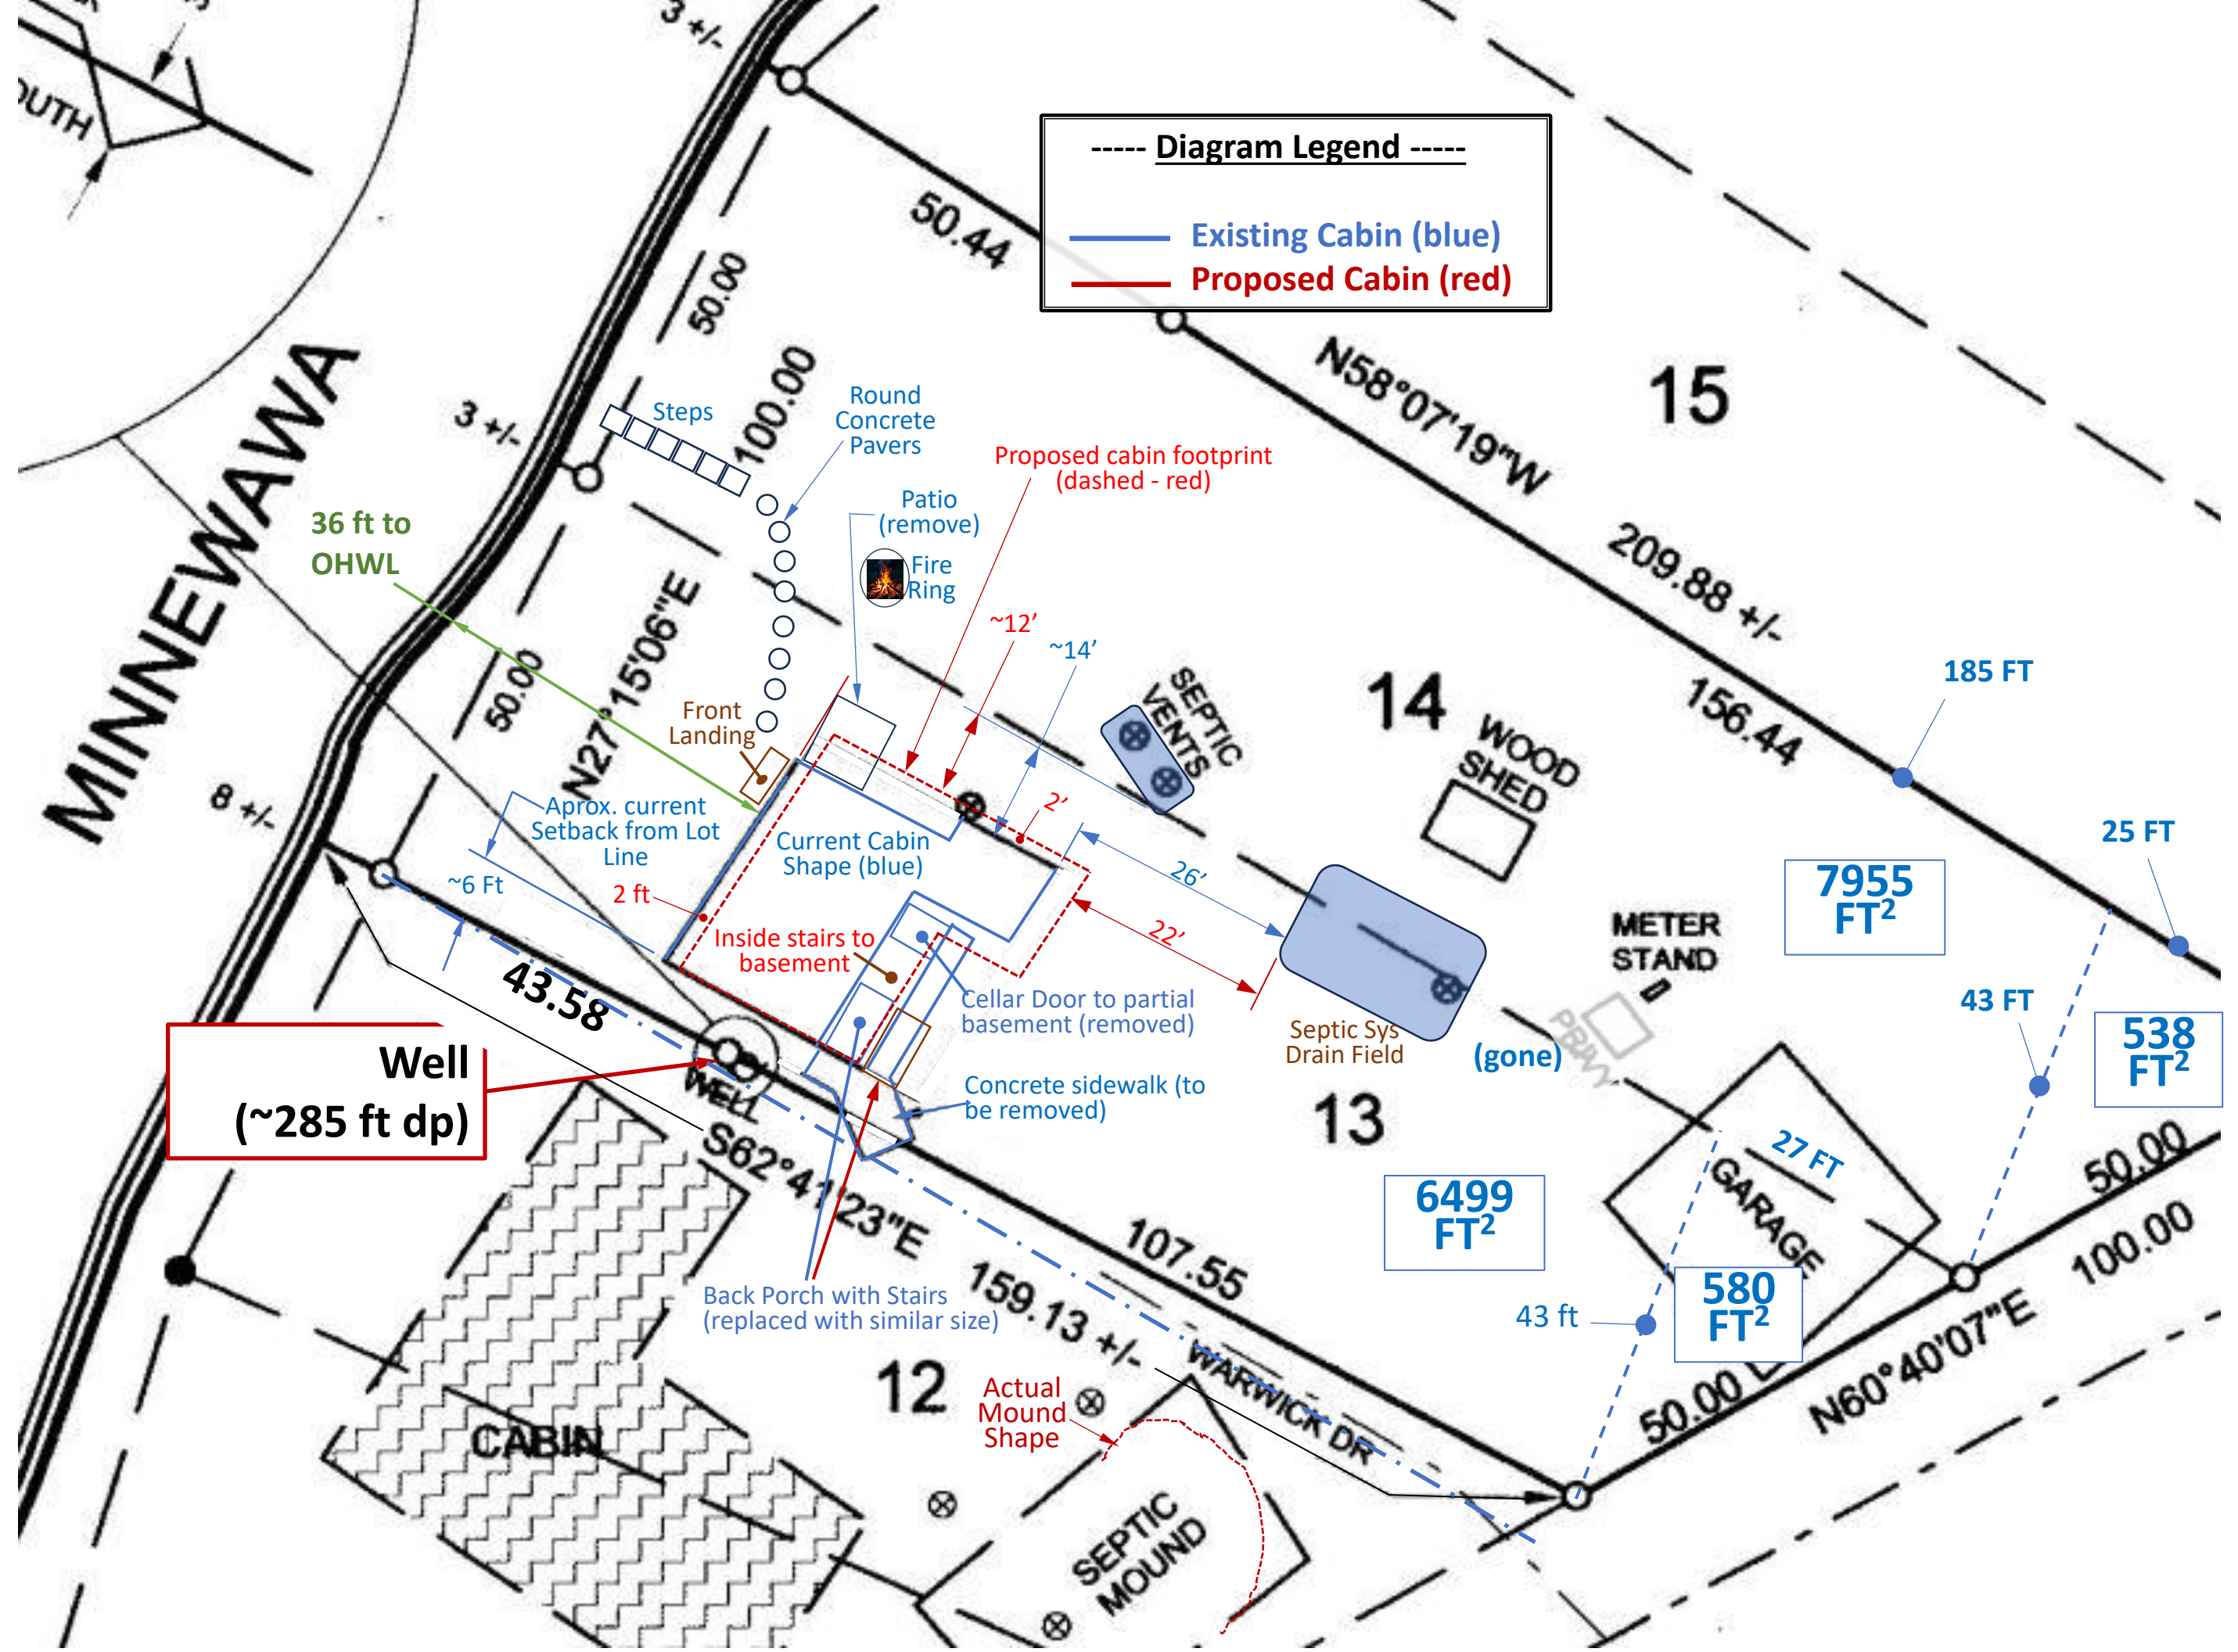 OUTH
3 +/-
----- Diagram Legend -----
Existing Cabin (blue)
Proposed Cabin (red)
50.44
50.00
100.00
N58°07'19"W
15
MINNEWAWA
3 +/-
Steps
Round
Concrete
Pavers
Proposed cabin footprint
(dashed - red)
Patio
(remove)
Fire
Ring
36 ft to
OHWL
209.88 +/-
~12’
~14’
50.00
N27°15'06"E
SEPTIC
VENTS
14
WOOD
SHED
156.44
185 FT
25 FT
Front
Landing
8 +/-
Aprox. current
Setback from Lot
Line
~6 Ft
2 ft
Current Cabin
Shape (blue)
2’
26’
22’
7955
FT2
METER
STAND
43 FT
538
FT2
Inside stairs to
basement
43.58
Cellar Door to partial
basement (removed)
Septic Sys
Drain Field
(gone)
PRIVY
Well
(~285 ft dp)
WELL
Concrete sidewalk (to
be removed)
13
27 FT
GARAGE
50.00
100.00
S62°41'23"E
6499
FT2
107.55
580
FT2
43 ft
Back Porch with Stairs
(replaced with similar size)
159.13 +/-
WARWICK DR
50.00
N60°40'07"E
12
Actual
Mound
Shape
CABIN
SEPTIC
MOUND